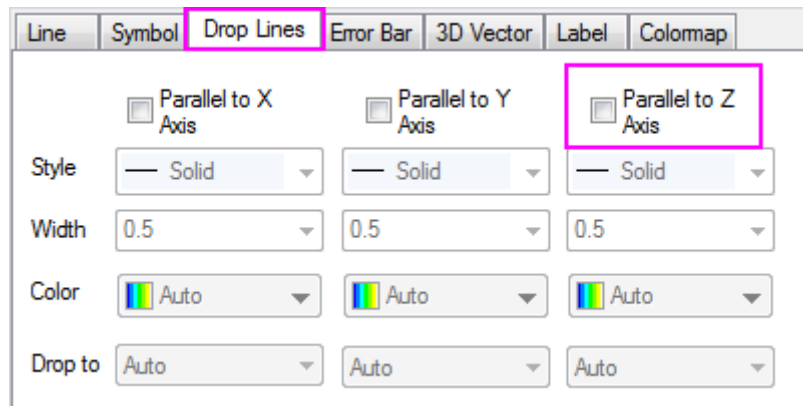 Line Symbol Drop Lines Error Bar 3D Vector Label Colormap
Parallel to X Axis Parallel to Y Axis Parallel to Z Axis
Style Solid Solid Solid
Width 0.5 0.5 0.5
Color Auto Auto Auto
Drop to Auto Auto Auto